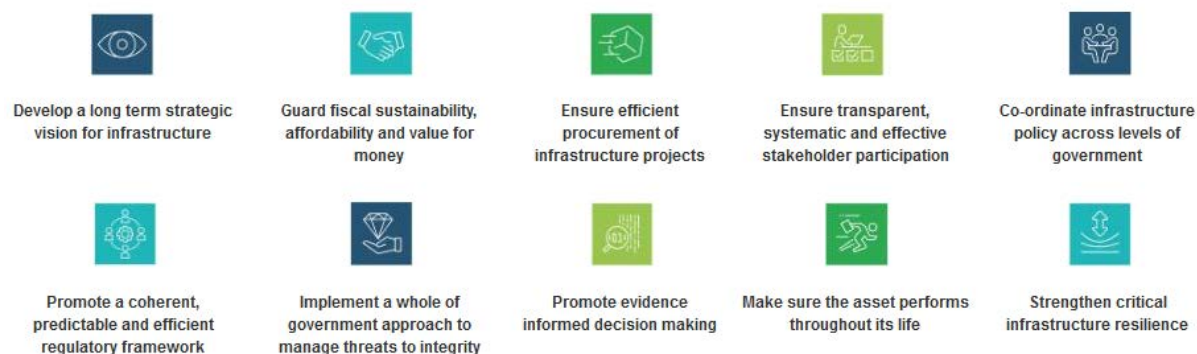 Develop a long term strategic
vision for infrastructure
Guard fiscal sustainability,
affordability and value for
money
Ensure efficient
procurement of
infrastructure projects
Ensure transparent,
systematic and effective
stakeholder participation
Co-ordinate infrastructure
policy across levels of
government
Promote a coherent,
predictable and efficient
regulatory framework
Implement a whole of
government approach to
manage threats to integrity
Promote evidence
informed decision making
Make sure the asset performs
throughout its life
Strengthen critical
infrastructure resilience